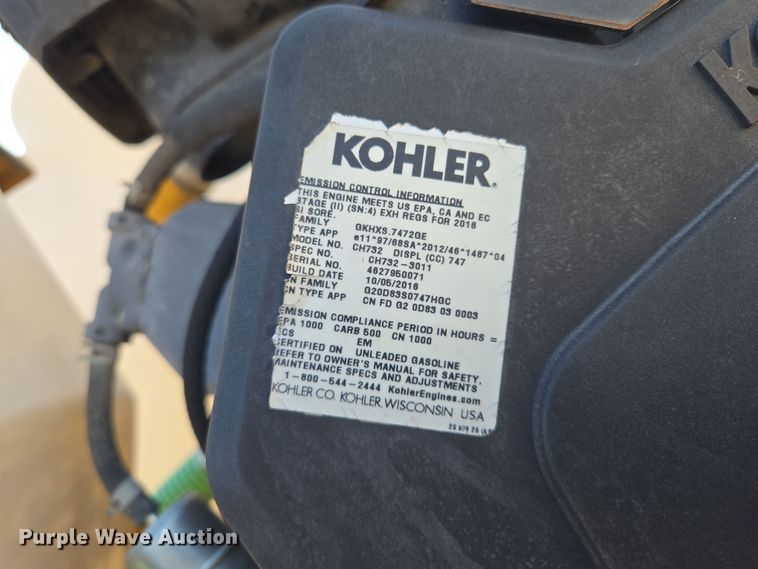 K
KOHLER.
EMISSION CONTROL INFORMATION
THIS ENGINE MEETS US EPA, CA AND EC
STAGE (II) (SN:4) EXH REGS FOR 2016
SI SORE.
FAMILY GKHXS.7472GE
TYPE APP e11*97/68SA*2012/46*1487*04
MODEL NO. CH732 DISPL (CC) 747
SPEC NO. CH732-3011
SERIAL NO. 4627950071
BUILD DATE 10/05/2016
CN FAMILY G20D83S0747HGC
CN TYPE APP CN FD G2 0D83 03 0003
EMISSION COMPLIANCE PERIOD IN HOURS =
EPA 1000 CARB 500 CN 1000
ECS EM
CERTIFIED ON UNLEADED GASOLINE
REFER TO OWNER'S MANUAL FOR SAFETY,
MAINTENANCE SPECS AND ADJUSTMENTS
1-800-544-2444 KohlerEngines.com
KOHLER CO. KOHLER, WISCONSIN USA
Purple Wave Auction